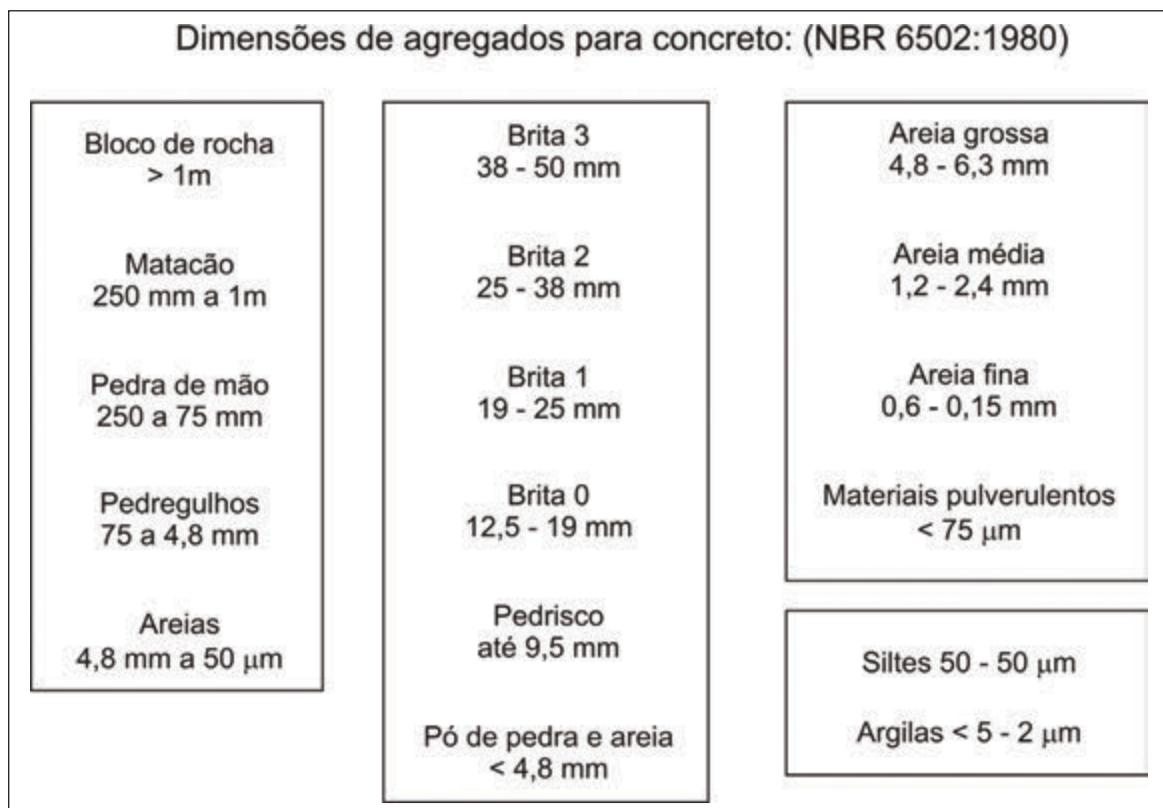 Dimensões de agregados para concreto: (NBR 6502:1980)
Bloco de rocha
> 1m
Matacão
250 mm a 1m
Pedra de mão
250 a 75 mm
Pedregulhos
75 a 4,8 mm
Areias
4,8 mm a 50 μm
Brita 3
38 - 50 mm
Brita 2
25 - 38 mm
Brita 1
19 - 25 mm
Brita 0
12,5 - 19 mm
Pedrisco
até 9,5 mm
Pó de pedra e areia
< 4,8 mm
Areia grossa
4,8 - 6,3 mm
Areia média
1,2 - 2,4 mm
Areia fina
0,6 - 0,15 mm
Materiais pulverulentos
< 75 μm
Siltes 50 - 50 μm
Argilas < 5 - 2 μm